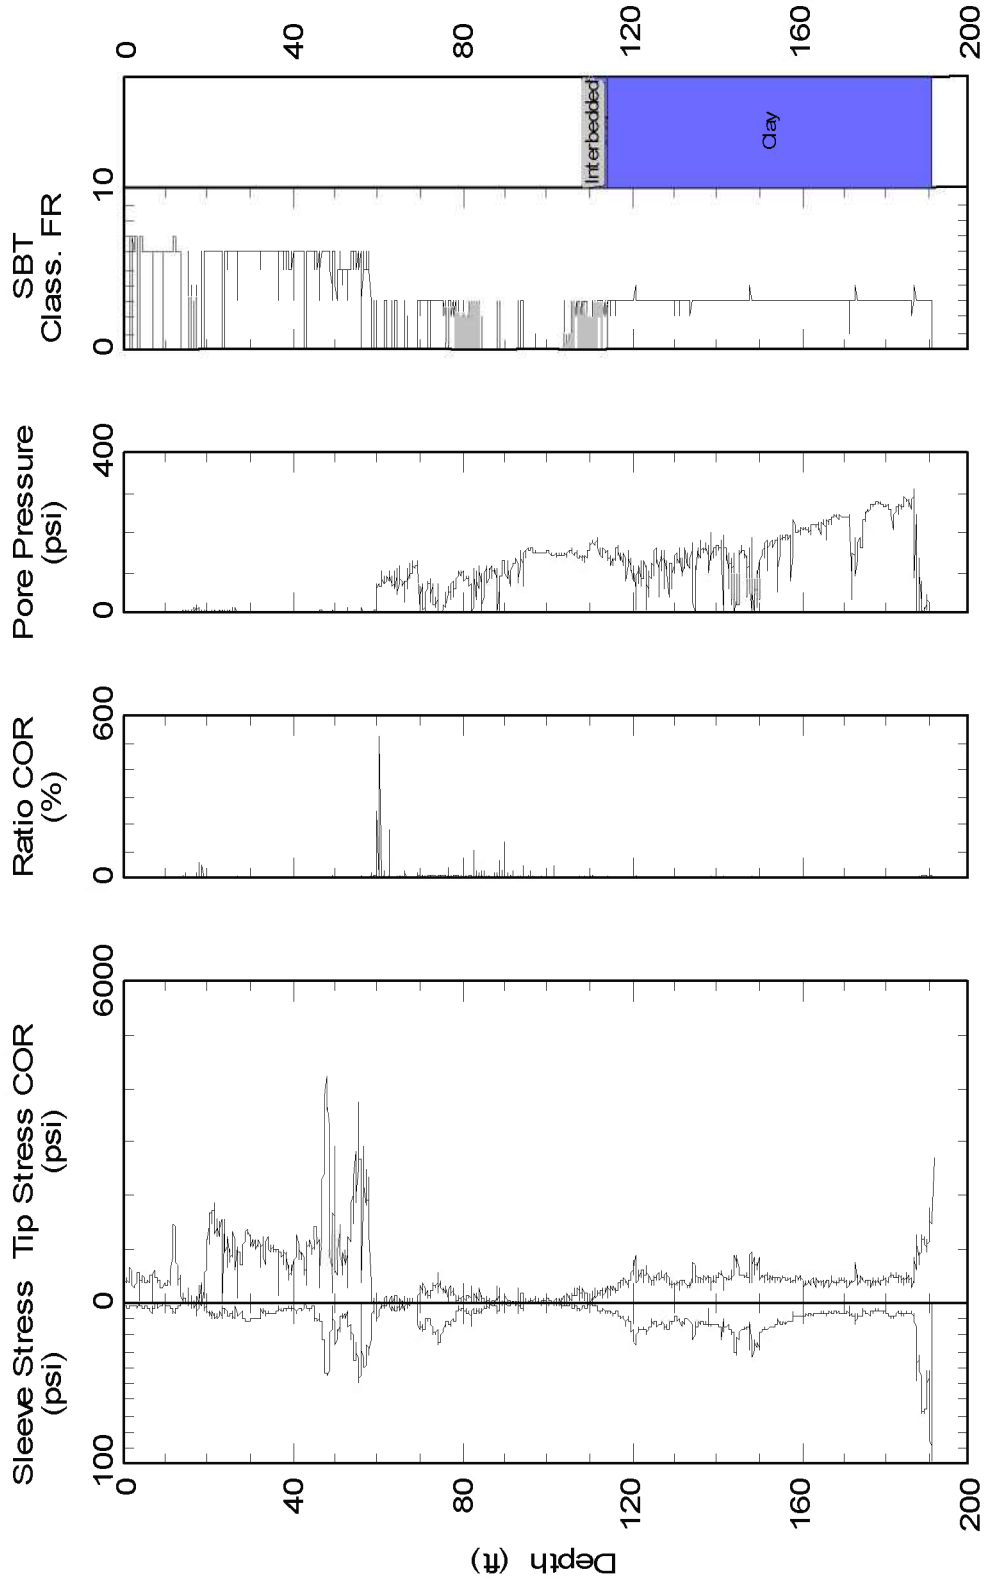 SBT
Class. FR
10
0
0
40
80
120
160
200
Interbedded
Clay
Pore Pressure
(psi)
400
0
Ratio COR
(%)
600
0
Sleeve Stress Tip Stress COR
(psi) (psi)
6000
0
100
0
40
80
120
160
200
Depth (ft)